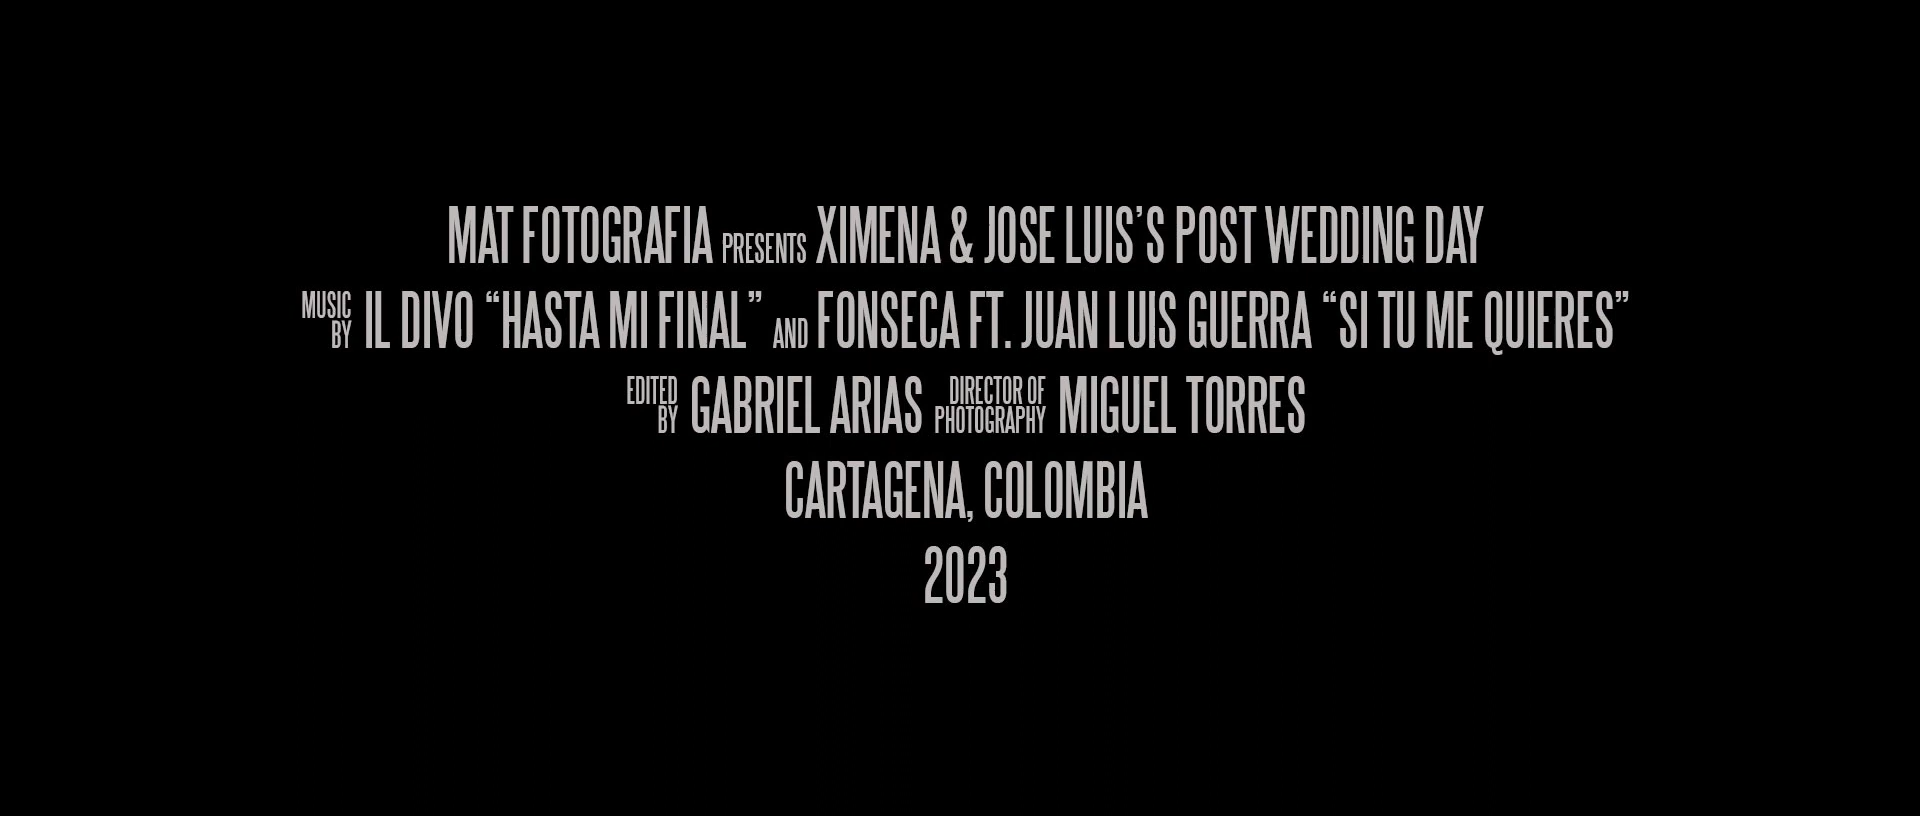 MAT FOTOGRAFIA PRESENTS XIMENA & JOSE LUIS’S POST WEDDING DAY
MUSIC BY IL DIVO “HASTA MI FINAL” AND FONSECA FT. JUAN LUIS GUERRA “SI TU ME QUIERES”
EDITED BY GABRIEL ARIAS DIRECTOR OF PHOTOGRAPHY MIGUEL TORRES
CARTAGENA, COLOMBIA
2023